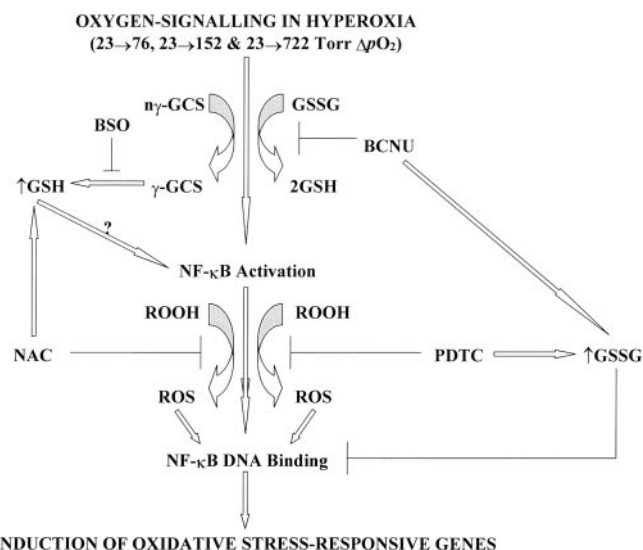 OXYGEN-SIGNALLING IN HYPEROXIA
(23→76, 23→152 & 23→722 Torr ΔpO₂)
nγ-GCS GSSG
BSO
BCNU
↑GSH γ-GCS 2GSH
?
NF-κB Activation
ROOH ROOH
NAC PDTC ↑GSSG
ROS ROS
NF-κB DNA Binding
NDUCTION OF OXIDATIVE STRESS-RESPONSIVE GENES